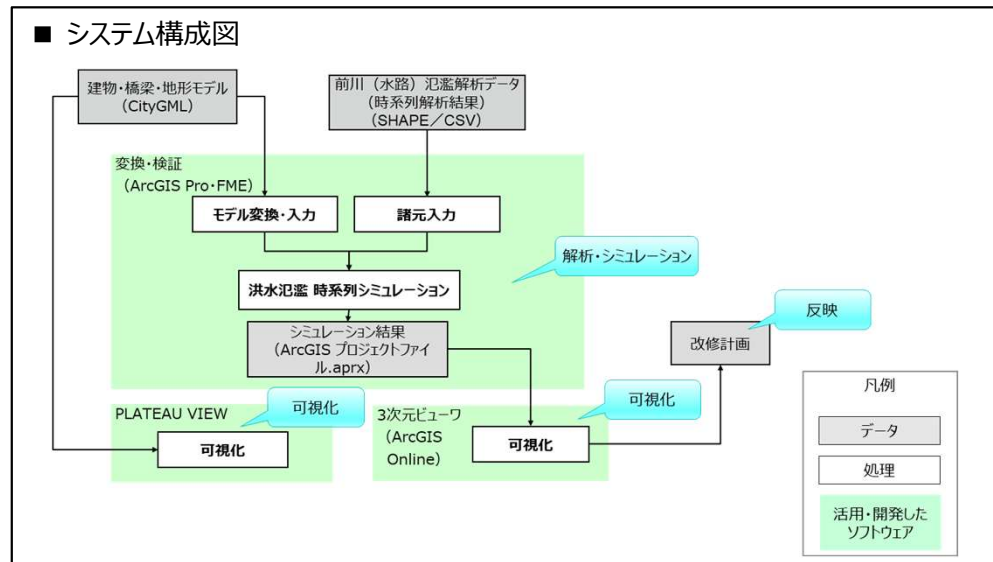 ■ システム構成図
建物・橋梁・地形モデル
(CityGML)
前川（水路）氾濫解析データ
（時系列解析結果）
(SHAPE／CSV)
変換・検証
（ArcGIS Pro・FME）
モデル変換・入力
諸元入力
解析・シミュレーション
洪水氾濫 時系列シミュレーション
シミュレーション結果
（ArcGIS プロジェクトファイ
ル.aprx）
反映
改修計画
PLATEAU VIEW
可視化
可視化
3次元ビューワ
（ArcGIS
Online）
可視化
可視化
凡例
データ
処理
活用・開発した
ソフトウェア